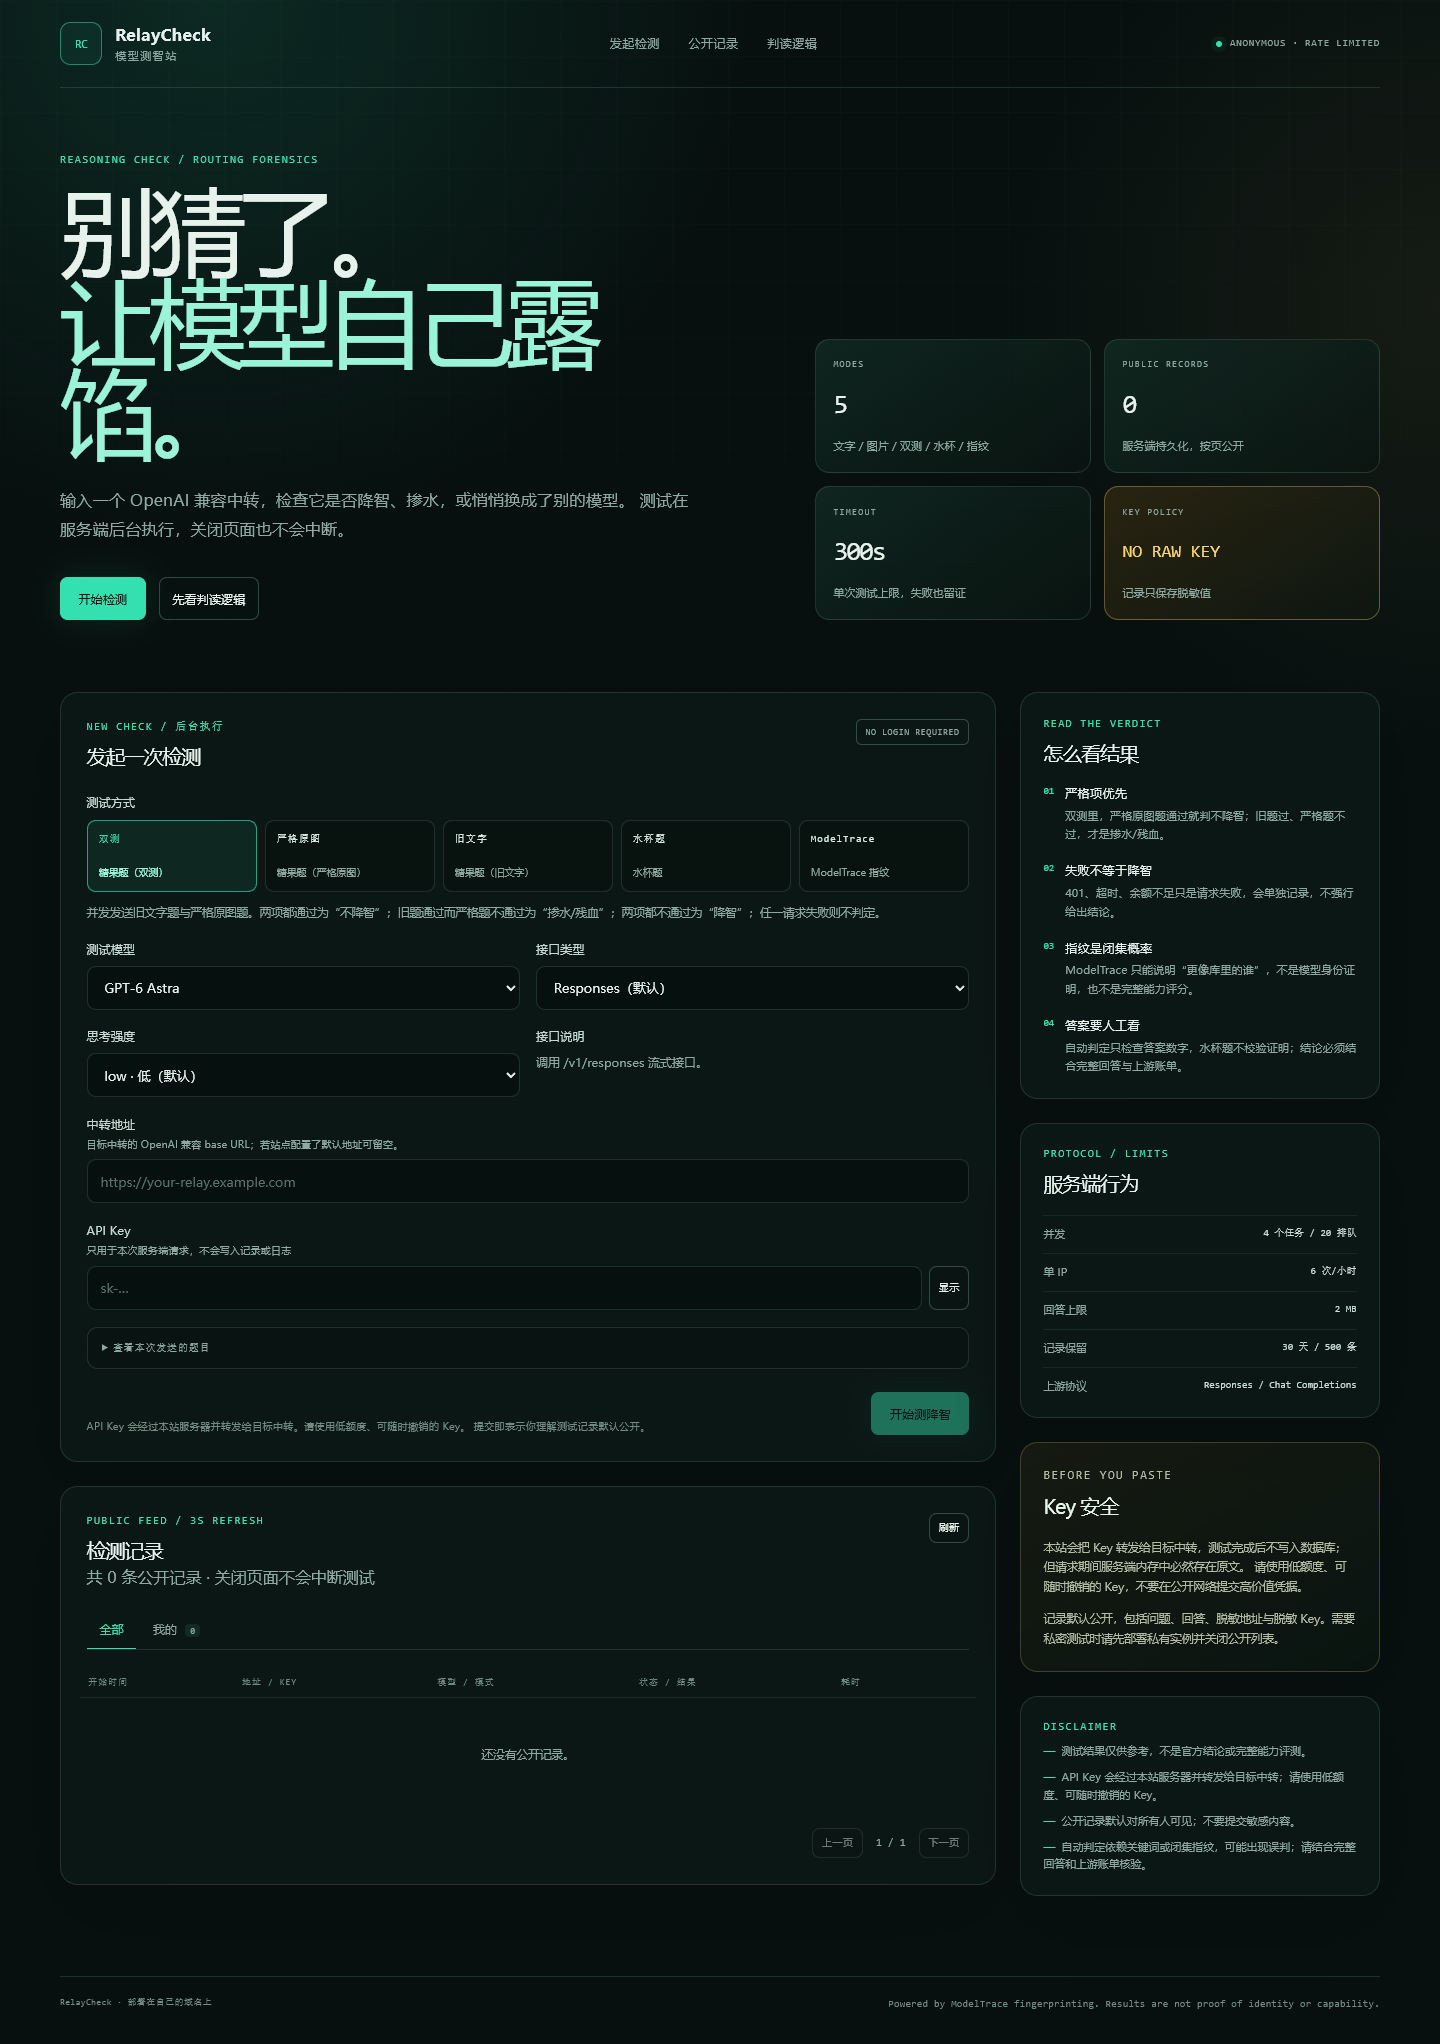 RC
RelayCheck
模型测智站
发起检测
公开记录
判读逻辑
ANONYMOUS · RATE LIMITED
REASONING CHECK / ROUTING FORENSICS
别猜了。
让模型自己露
馅。
输入一个 OpenAI 兼容中转，检查它是否降智、掺水，或悄悄换成了别的模型。 测试在
服务端后台执行，关闭页面也不会中断。
开始检测
先看判读逻辑
MODES
5
文字 / 图片 / 双测 / 水杯 / 指纹
PUBLIC RECORDS
0
服务端持久化，按页公开
TIMEOUT
300s
单次测试上限，失败也留证
KEY POLICY
NO RAW KEY
记录只保存脱敏值
NEW CHECK / 后台执行
发起一次检测
NO LOGIN REQUIRED
测试方式
双测
糖果题（双测）
严格原图
糖果题（严格原图）
旧文字
糖果题（旧文字）
水杯题
水杯题
ModelTrace
ModelTrace 指纹
并发发送旧文字题与严格原图题。两项都通过为“不降智”；旧题通过而严格题不通过为“掺水/残血”；两项都不通过为“降智”；任一请求失败则不判定。
测试模型
GPT-6 Astra
接口类型
Responses（默认）
思考强度
low · 低（默认）
接口说明
调用 /v1/responses 流式接口。
中转地址
目标中转的 OpenAI 兼容 base URL；若站点配置了默认地址可留空。
https://your-relay.example.com
API Key
只用于本次服务端请求，不会写入记录或日志
sk-...
显示
▶ 查看本次发送的题目
API Key 会经过本站服务器并转发给目标中转。请使用低额度、可随时撤销的 Key。 提交即表示你理解测试记录默认公开。
开始测降智
PUBLIC FEED / 3S REFRESH
检测记录
共 0 条公开记录 · 关闭页面不会中断测试
刷新
全部
我的 0
开始时间
地址 / KEY
模型 / 模式
状态 / 结果
耗时
还没有公开记录。
上一页
1 / 1
下一页
READ THE VERDICT
怎么看结果
01 严格项优先
双测里，严格原图题通过就判不降智；旧题过、严格题不
过，才是掺水/残血。
02 失败不等于降智
401、超时、余额不足只是请求失败，会单独记录，不强行
给出结论。
03 指纹是闭集概率
ModelTrace 只能说明“更像库里的谁”，不是模型身份证
明，也不是完整能力评分。
04 答案要人工看
自动判定只检查答案数字，水杯题不校验证明；结论必须结
合完整回答与上游账单。
PROTOCOL / LIMITS
服务端行为
并发
4 个任务 / 20 排队
单 IP
6 次/小时
回答上限
2 MB
记录保留
30 天 / 500 条
上游协议
Responses / Chat Completions
BEFORE YOU PASTE
Key 安全
本站会把 Key 转发给目标中转，测试完成后不写入数据库；
但请求期间服务端内存中必然存在原文。 请使用低额度、可
随时撤销的 Key，不要在公开网络提交高价值凭据。
记录默认公开，包括问题、回答、脱敏地址与脱敏 Key。需要
私密测试时请先部署私有实例并关闭公开列表。
DISCLAIMER
— 测试结果仅供参考，不是官方结论或完整能力评测。
— API Key 会经过本站服务器并转发给目标中转；请使用低额
度、可随时撤销的 Key。
— 公开记录默认对所有人可见；不要提交敏感内容。
— 自动判定依赖关键词或闭集指纹，可能出现误判；请结合完整
回答和上游账单核验。
RelayCheck · 部署在自己的域名上
Powered by ModelTrace fingerprinting. Results are not proof of identity or capability.